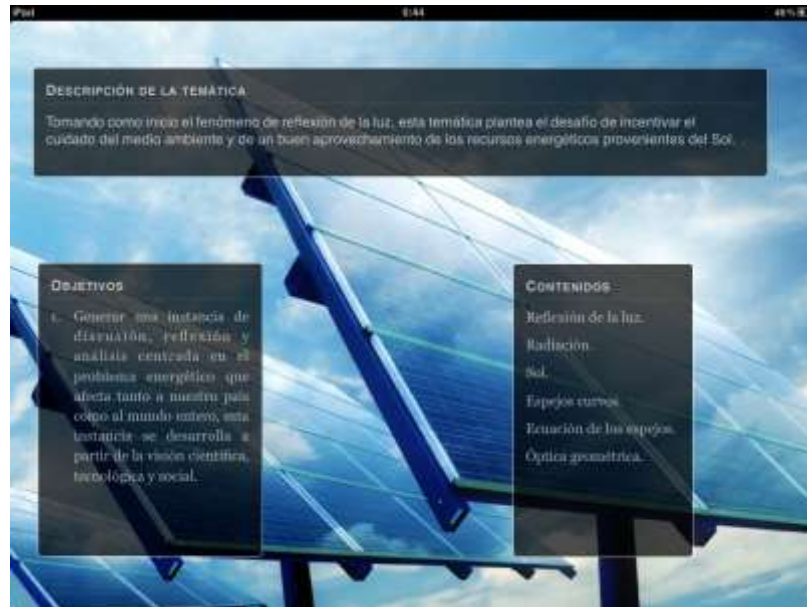 iPad
6:44
46%
DESCRIPCIÓN DE LA TEMÁTICA
Tomando como inicio el fenómeno de reflexión de la luz, esta temática plantea el desafío de incentivar el
cuidado del medio ambiente y de un buen aprovechamiento de los recursos energéticos provenientes del Sol.
OBJETIVOS
1. Generar una instancia de
discusión, reflexión y
análisis centrada en el
problema energético que
afecta tanto a nuestro país
como al mundo entero, esta
instancia se desarrolla a
partir de la visión científica,
tecnológica y social.
CONTENIDOS
Reflexión de la luz.
Radiación.
Sol.
Espejos curvos.
Ecuación de los espejos.
Óptica geométrica.